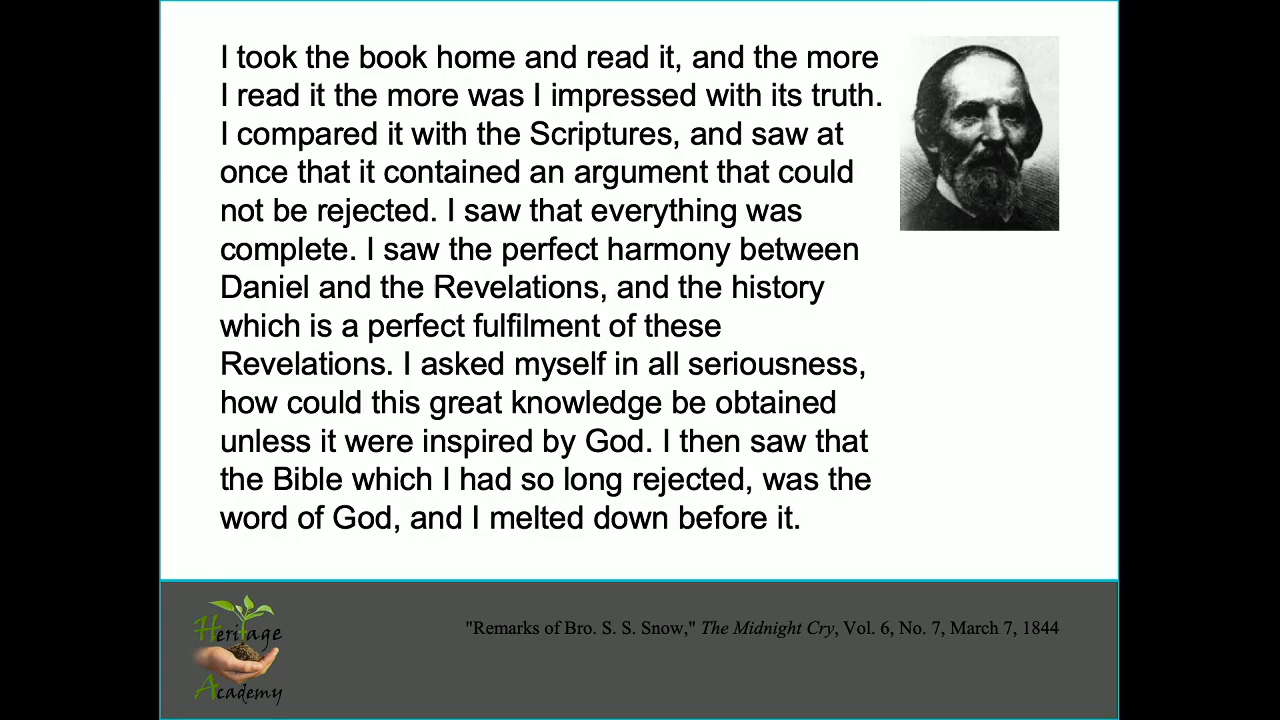 I took the book home and read it, and the more
I read it the more was I impressed with its truth.
I compared it with the Scriptures, and saw at
once that it contained an argument that could
not be rejected. I saw that everything was
complete. I saw the perfect harmony between
Daniel and the Revelations, and the history
which is a perfect fulfilment of these
Revelations. I asked myself in all seriousness,
how could this great knowledge be obtained
unless it were inspired by God. I then saw that
the Bible which I had so long rejected, was the
word of God, and I melted down before it.
Heritage
Academy
"Remarks of Bro. S. S. Snow," The Midnight Cry, Vol. 6, No. 7, March 7, 1844